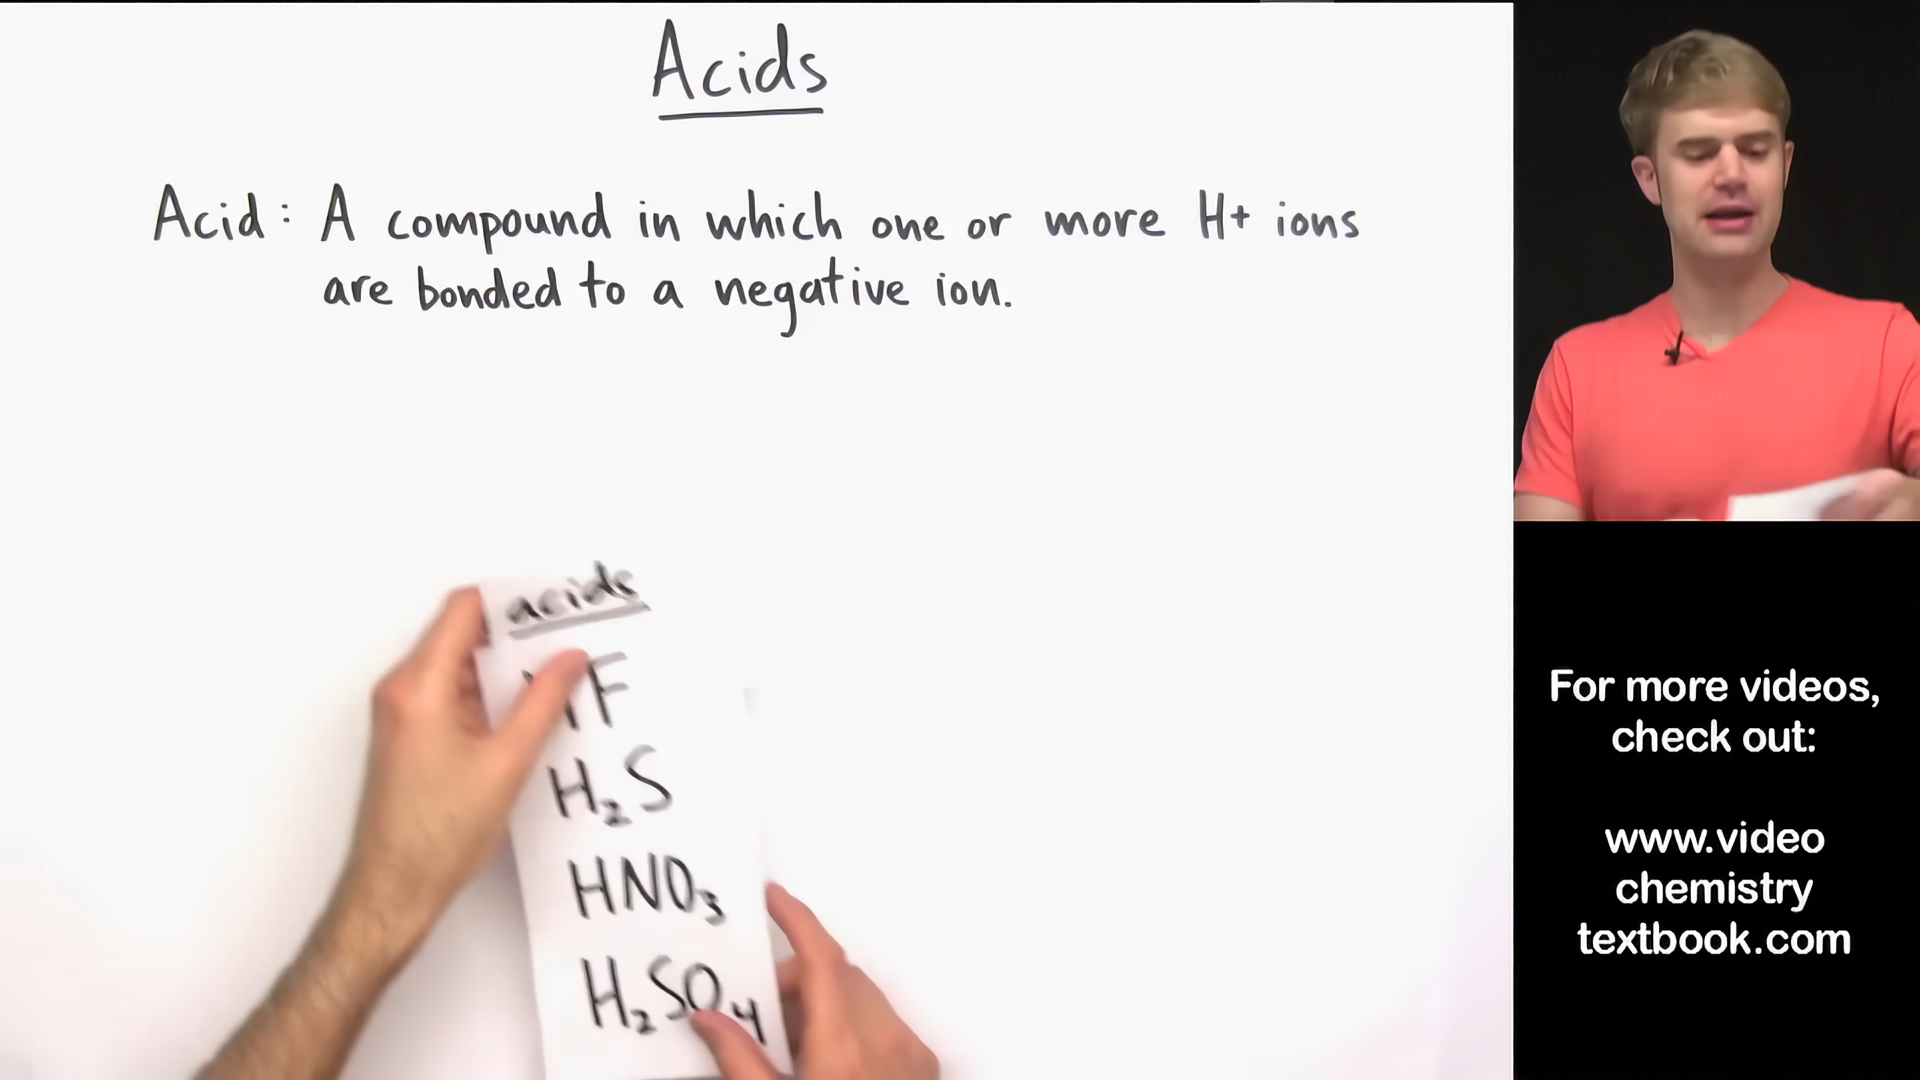 Acids
Acid: A compound in which one or more H+ ions
are bonded to a negative ion.
acids
HF
H₂S
HNO₃
H₂SO₄
For more videos,
check out:
www.video
chemistry
textbook.com